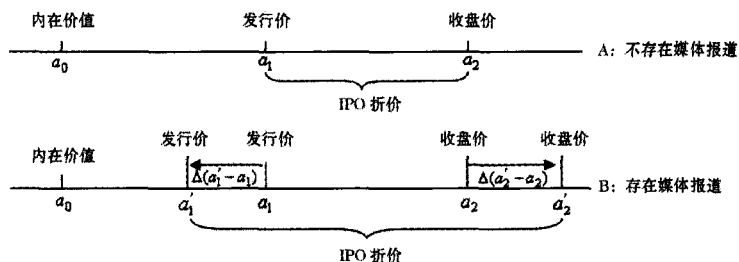 内在价值 发行价 收盘价
a₀ a₁ a₂ A：不存在媒体报道
IPO 折价
发行价 发行价 收盘价 收盘价
内在价值 Δ(a₁′−a₁) Δ(a₂′−a₂)
a₀ a₁′ a₁ a₂ a₂′ B：存在媒体报道
IPO 折价